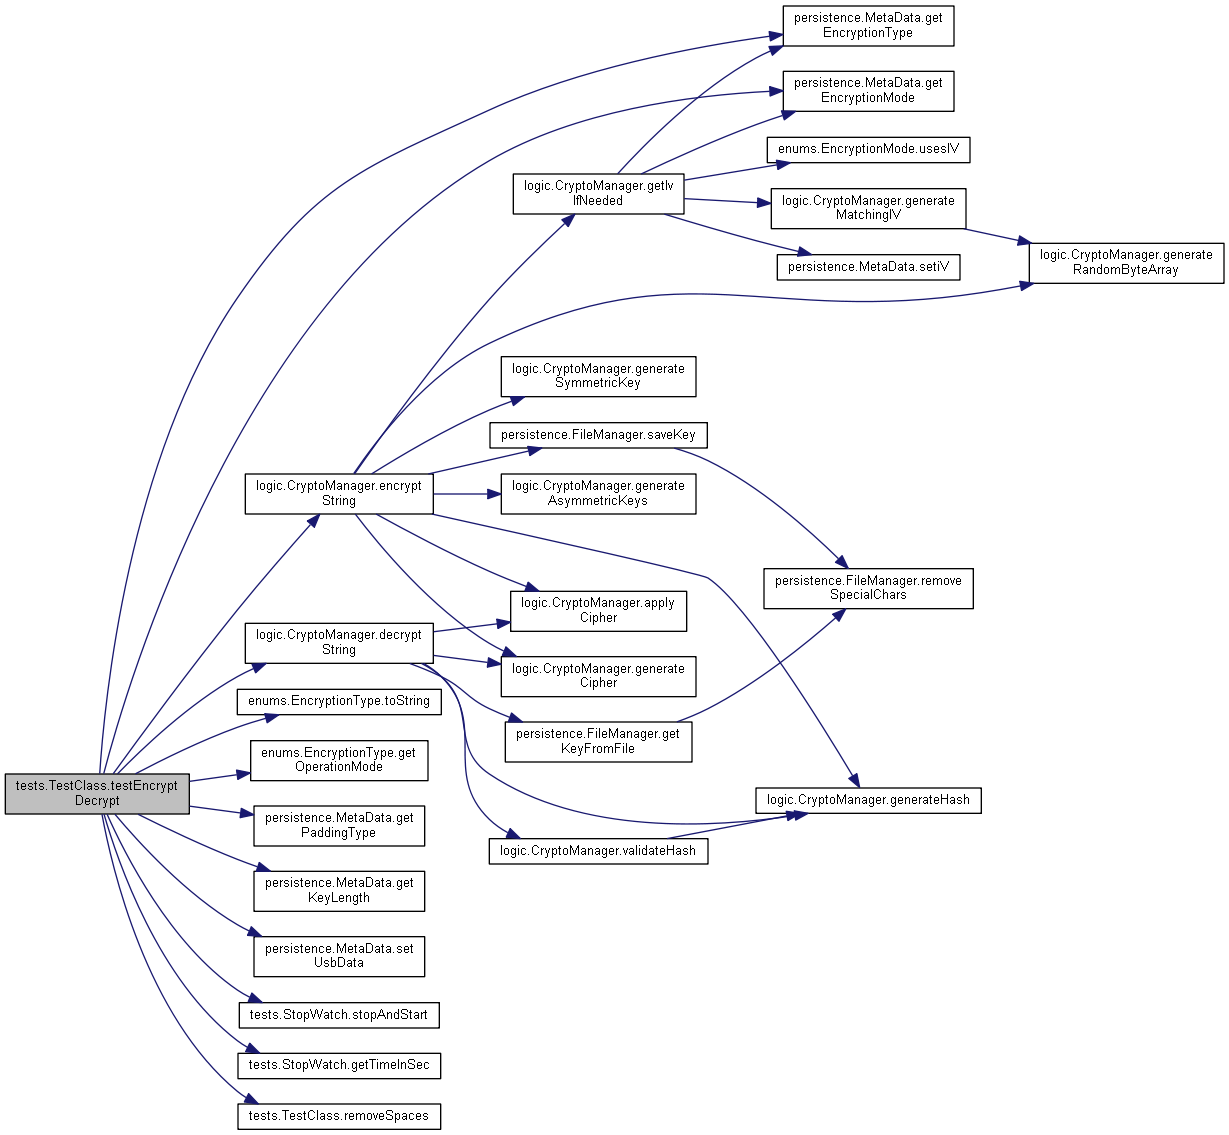 persistence.MetaData.get
EncryptionType
persistence.MetaData.get
EncryptionMode
enums.EncryptionMode.usesIV
logic.CryptoManager.getIv
IfNeeded
logic.CryptoManager.generate
MatchingIV
persistence.MetaData.setiV
logic.CryptoManager.generate
RandomByteArray
logic.CryptoManager.generate
SymmetricKey
persistence.FileManager.saveKey
logic.CryptoManager.encrypt
String
logic.CryptoManager.generate
AsymmetricKeys
persistence.FileManager.remove
SpecialChars
logic.CryptoManager.apply
Cipher
logic.CryptoManager.decrypt
String
logic.CryptoManager.generate
Cipher
enums.EncryptionType.toString
persistence.FileManager.get
KeyFromFile
enums.EncryptionType.get
OperationMode
tests.TestClass.testEncrypt
Decrypt
logic.CryptoManager.generateHash
persistence.MetaData.get
PaddingType
logic.CryptoManager.validateHash
persistence.MetaData.get
KeyLength
persistence.MetaData.set
UsbData
tests.StopWatch.stopAndStart
tests.StopWatch.getTimeInSec
tests.TestClass.removeSpaces